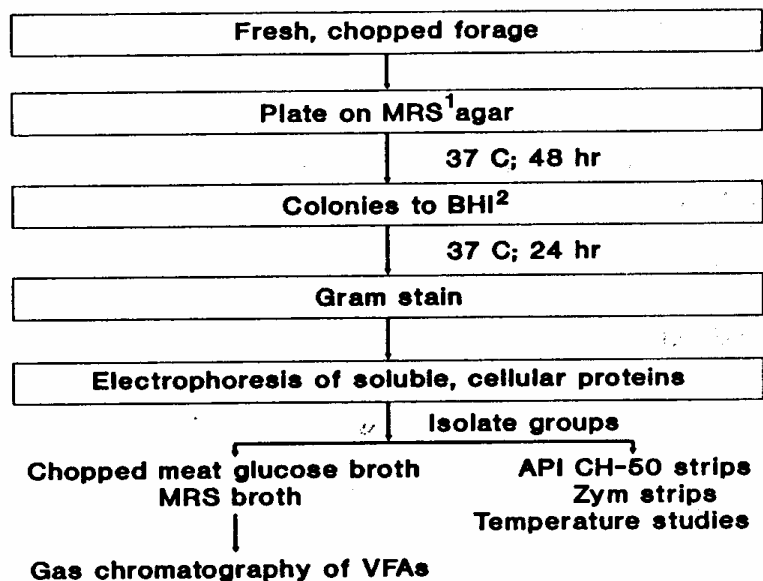 Fresh, chopped forage
Plate on MRS¹agar
37 C; 48 hr
Colonies to BHI²
37 C; 24 hr
Gram stain
Electrophoresis of soluble, cellular proteins
Isolate groups
Chopped meat glucose broth
MRS broth
API CH-50 strips
Zym strips
Temperature studies
Gas chromatography of VFAs